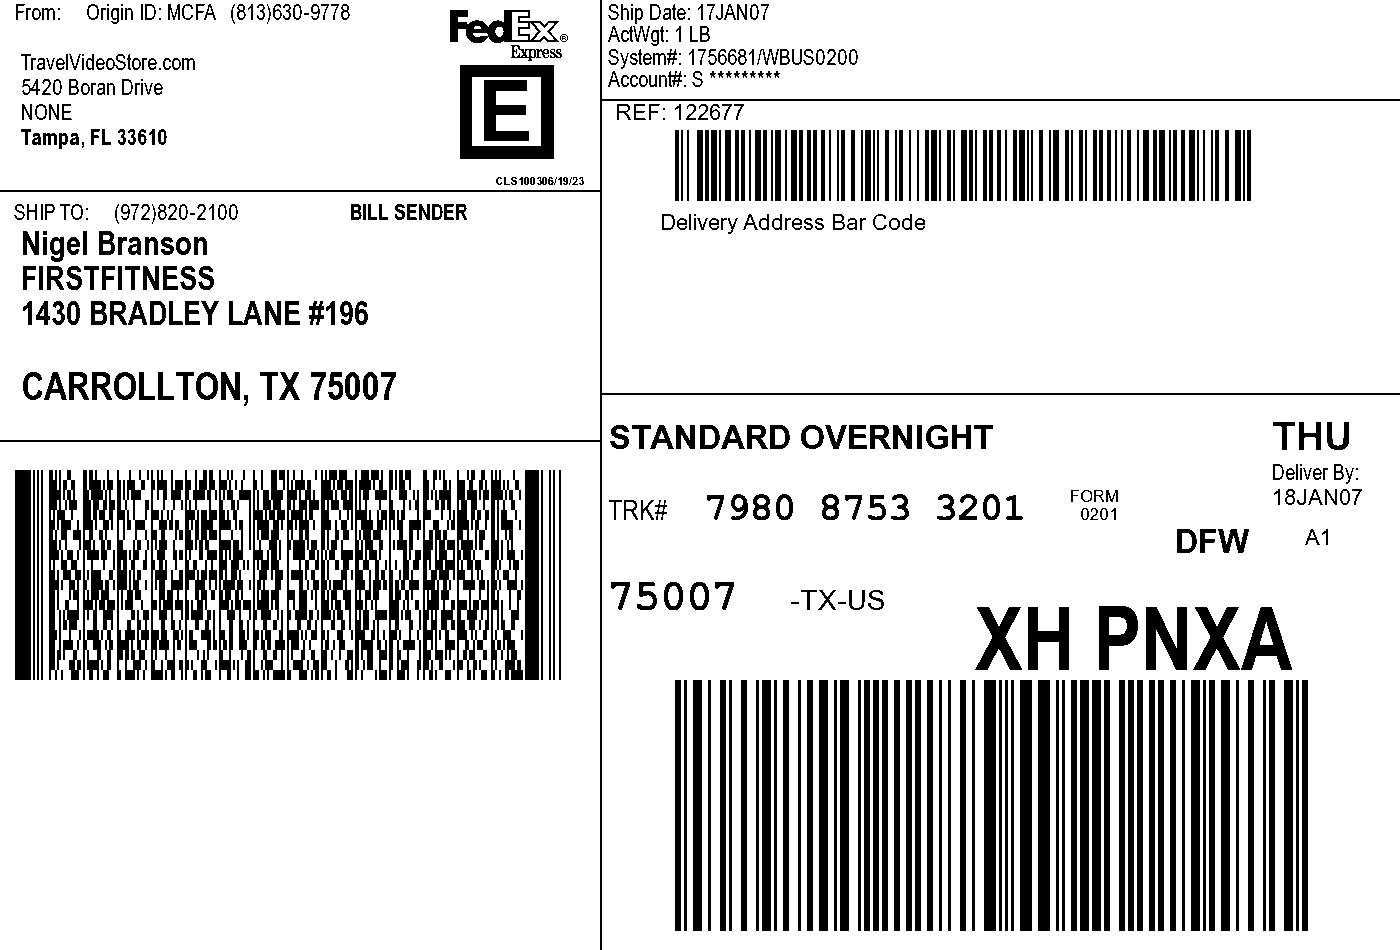 From: Origin ID: MCFA (813)630-9778
TravelVideoStore.com
5420 Boran Drive
NONE
Tampa, FL 33610
FedEx®
Express
E
CLS100306/19/23
Ship Date: 17JAN07
ActWgt: 1 LB
System#: 1756681/WBUS0200
Account#: S *********
REF: 122677
Delivery Address Bar Code
SHIP TO: (972)820-2100 BILL SENDER
Nigel Branson
FIRSTFITNESS
1430 BRADLEY LANE #196
CARROLLTON, TX 75007
STANDARD OVERNIGHT
THU
Deliver By:
18JAN07
TRK# 7980 8753 3201 FORM
0201
DFW A1
75007 -TX-US
XH PNXA